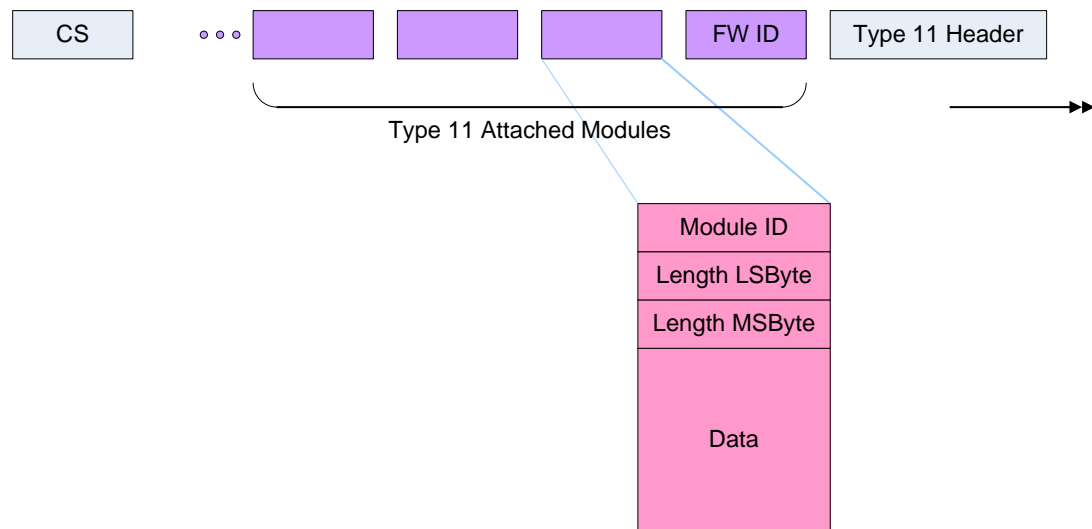 CS
FW ID
Type 11 Header
Type 11 Attached Modules
Module ID
Length LSByte
Length MSByte
Data